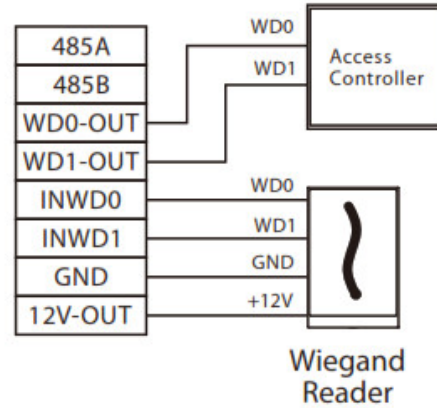 485A
485B
WD0-OUT
WD1-OUT
INWD0
INWD1
GND
12V-OUT
WD0
WD1
Access
Controller
WD0
WD1
GND
+12V
Wiegand
Reader